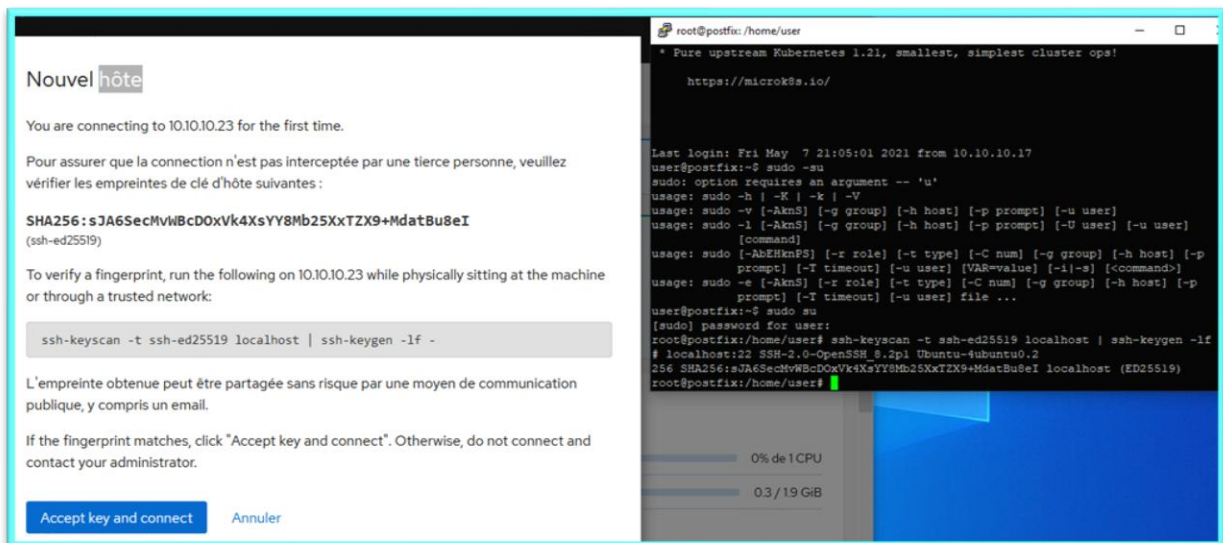 Nouvel hôte
You are connecting to 10.10.10.23 for the first time.
Pour assurer que la connection n'est pas interceptée par une tierce personne, veuillez
vérifier les empreintes de clé d'hôte suivantes :
SHA256:sJA6SecMvWBcDOxVk4XsYY8Mb25XxTZX9+MdatBu8eI
(ssh-ed25519)
To verify a fingerprint, run the following on 10.10.10.23 while physically sitting at the machine
or through a trusted network:
ssh-keyscan -t ssh-ed25519 localhost | ssh-keygen -lf -
L'empreinte obtenue peut être partagée sans risque par une moyen de communication
publique, y compris un email.
If the fingerprint matches, click "Accept key and connect". Otherwise, do not connect and
contact your administrator.
Accept key and connect Annuler
root@postfix: /home/user
* Pure upstream Kubernetes 1.21, smallest, simplest cluster ops!
https://microk8s.io/
Last login: Fri May 7 21:05:01 2021 from 10.10.10.17
user@postfix:~$ sudo -su
sudo: option requires an argument -- 'u'
usage: sudo -h | -K | -k | -V
usage: sudo -v [-AknS] [-g group] [-h host] [-p prompt] [-u user]
usage: sudo -l [-AknS] [-g group] [-h host] [-p prompt] [-U user] [-u user]
[command]
usage: sudo [-AbEHknPS] [-r role] [-t type] [-C num] [-g group] [-h host] [-p
prompt] [-T timeout] [-u user] [VAR=value] [-i|-s] [<command>]
usage: sudo -e [-AknS] [-r role] [-t type] [-C num] [-g group] [-h host] [-p
prompt] [-T timeout] [-u user] file ...
user@postfix:~$ sudo su
[sudo] password for user:
root@postfix:/home/user# ssh-keyscan -t ssh-ed25519 localhost | ssh-keygen -lf
# localhost:22 SSH-2.0-OpenSSH_8.2p1 Ubuntu-4ubuntu0.2
256 SHA256:sJA6SecMvWBcDOxVk4XsYY8Mb25XxTZX9+MdatBu8eI localhost (ED25519)
root@postfix:/home/user#
0% de 1 CPU
0.3 / 1.9 GiB